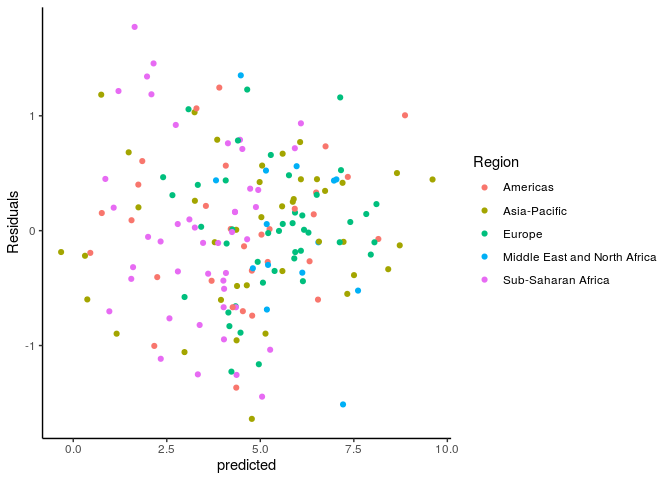 Residuals
1
0
-1
0.0 2.5 5.0 7.5 10.0
predicted
Region
Americas
Asia-Pacific
Europe
Middle East and North Africa
Sub-Saharan Africa